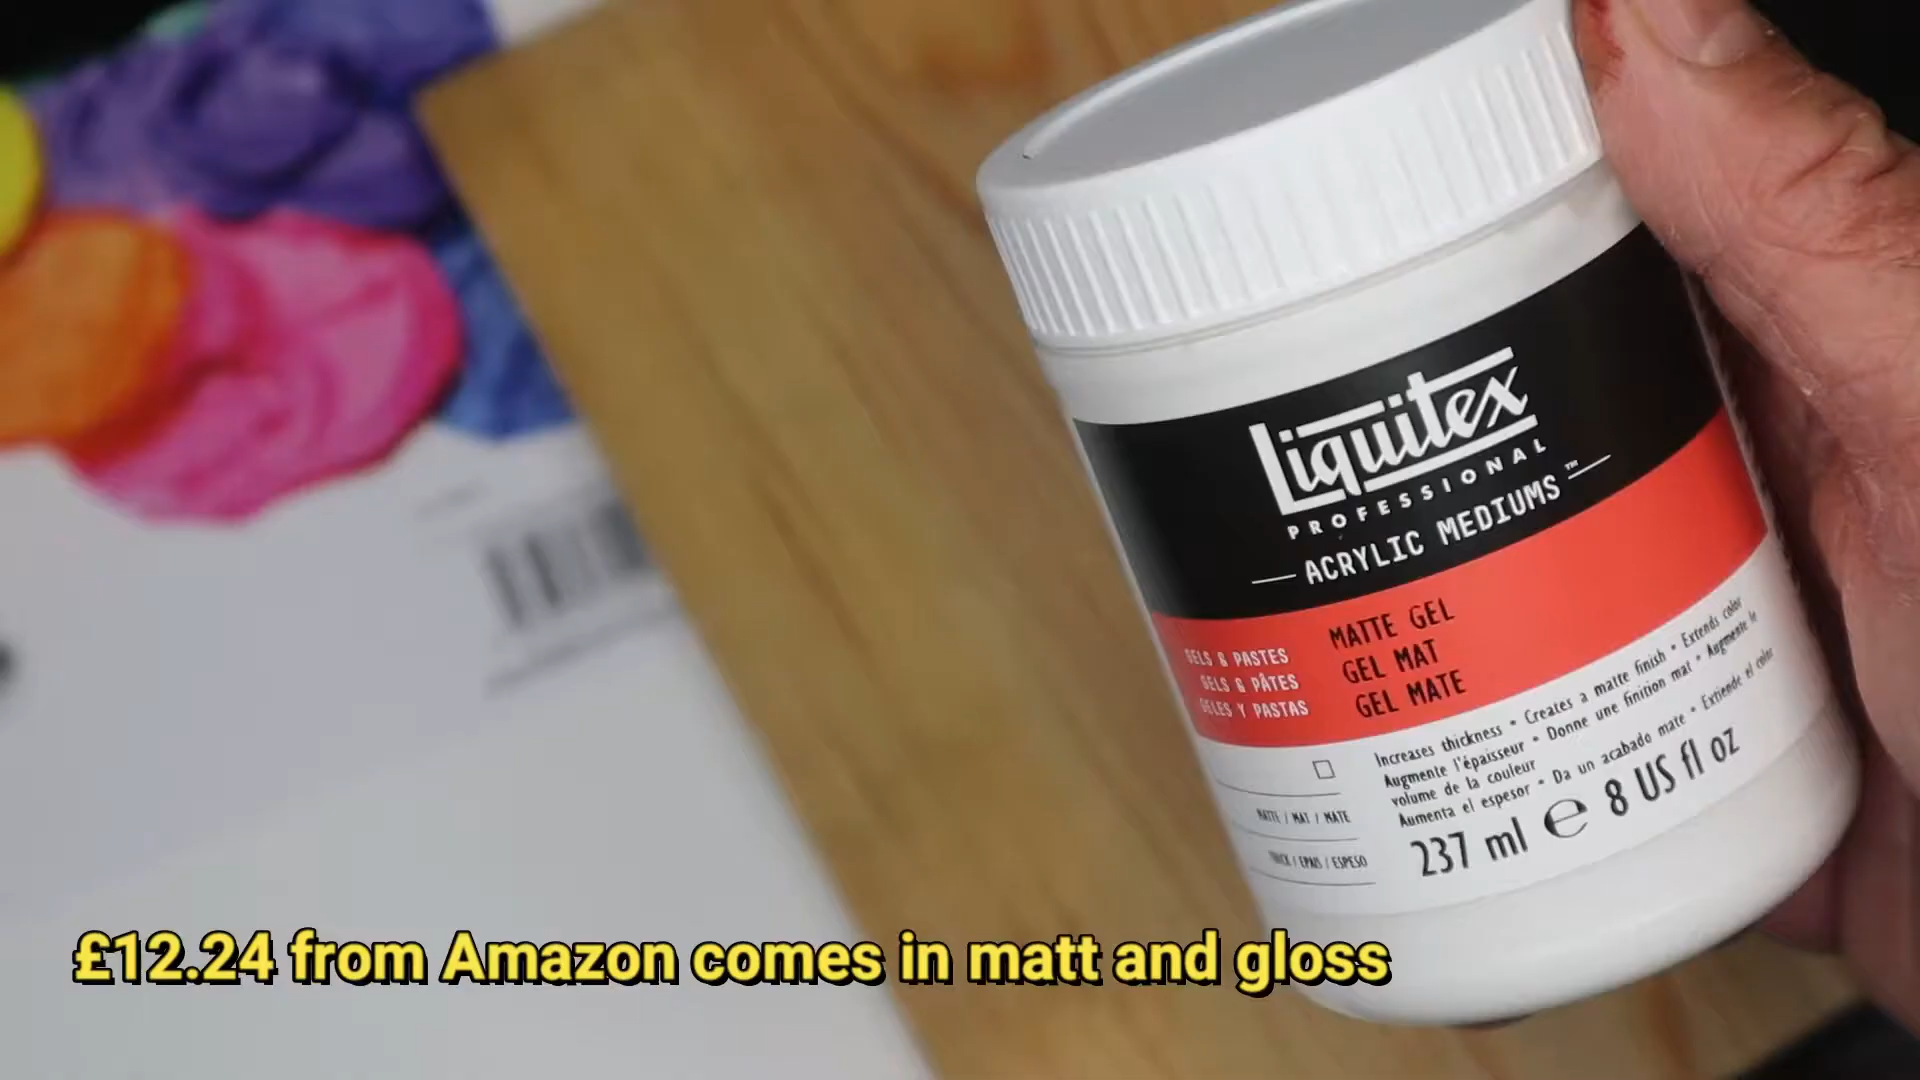 Liquitex
PROFESSIONAL
ACRYLIC MEDIUMS™
GELS & PASTES
GELS & PÂTES
GELES Y PASTAS
MATTE GEL
GEL MAT
GEL MATE
Increases thickness • Creates a matte finish • Extends color
Augmente l'épaisseur • Donne une finition mat • Augmente le
volume de la couleur
Aumenta el espesor • Da un acabado mate • Extiende el color
MATTE / MAT / MATE
THICK / EPAIS / ESPESO
237 ml ℮ 8 US fl oz
£12.24 from Amazon comes in matt and gloss